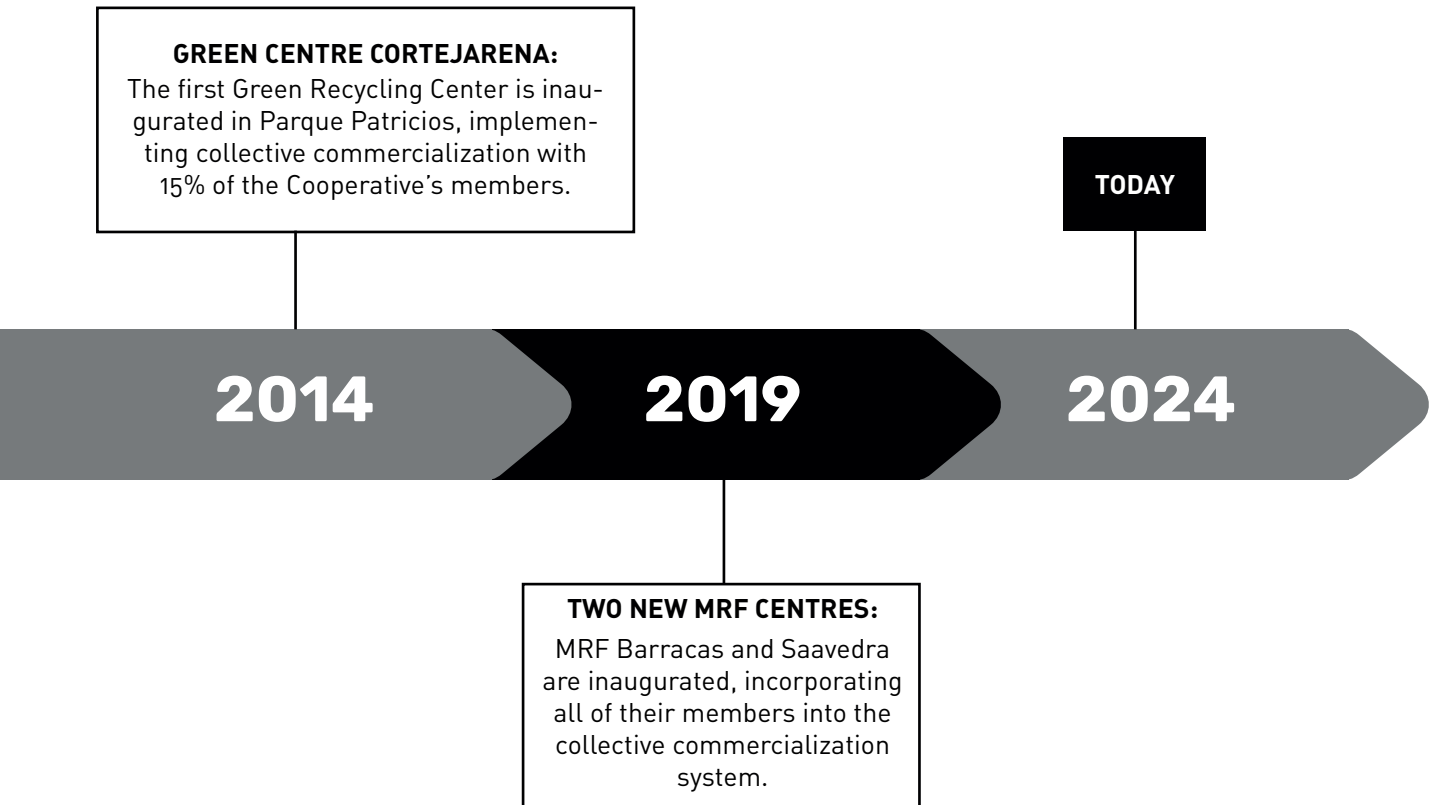 GREEN CENTRE CORTEJARENA:
The first Green Recycling Center is inau-
gurated in Parque Patricios, implemen-
ting collective commercialization with
15% of the Cooperative's members.
TODAY
2014
2019
2024
TWO NEW MRF CENTRES:
MRF Barracas and Saavedra
are inaugurated, incorporating
all of their members into the
collective commercialization
system.